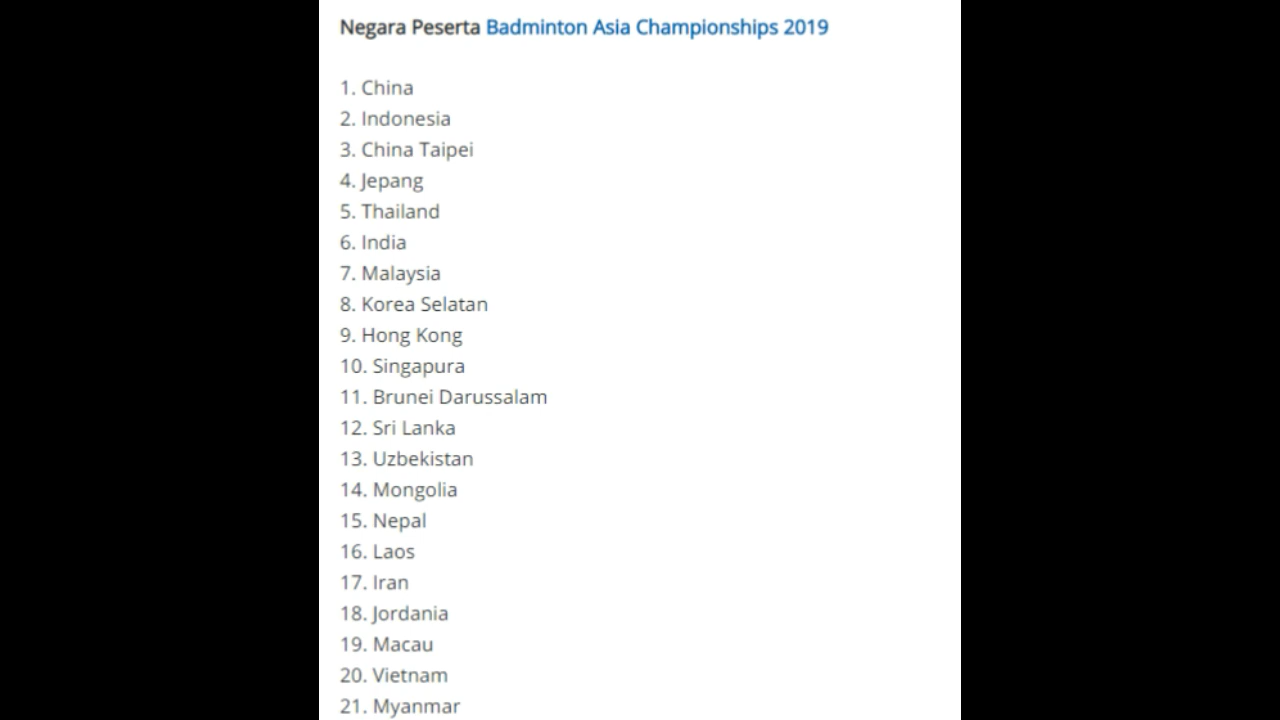 Negara Peserta Badminton Asia Championships 2019
1. China
2. Indonesia
3. China Taipei
4. Jepang
5. Thailand
6. India
7. Malaysia
8. Korea Selatan
9. Hong Kong
10. Singapura
11. Brunei Darussalam
12. Sri Lanka
13. Uzbekistan
14. Mongolia
15. Nepal
16. Laos
17. Iran
18. Jordania
19. Macau
20. Vietnam
21. Myanmar